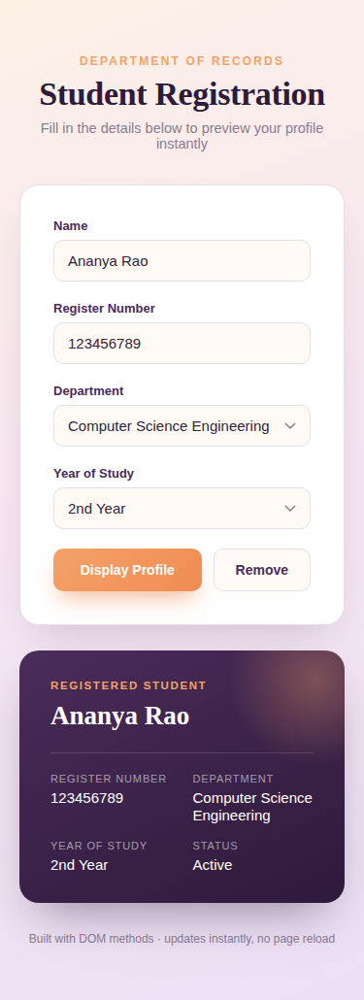 DEPARTMENT OF RECORDS
Student Registration
Fill in the details below to preview your profile
instantly
Name
Ananya Rao
Register Number
123456789
Department
Computer Science Engineering
Year of Study
2nd Year
Display Profile
Remove
REGISTERED STUDENT
Ananya Rao
REGISTER NUMBER
123456789
DEPARTMENT
Computer Science
Engineering
YEAR OF STUDY
2nd Year
STATUS
Active
Built with DOM methods · updates instantly, no page reload